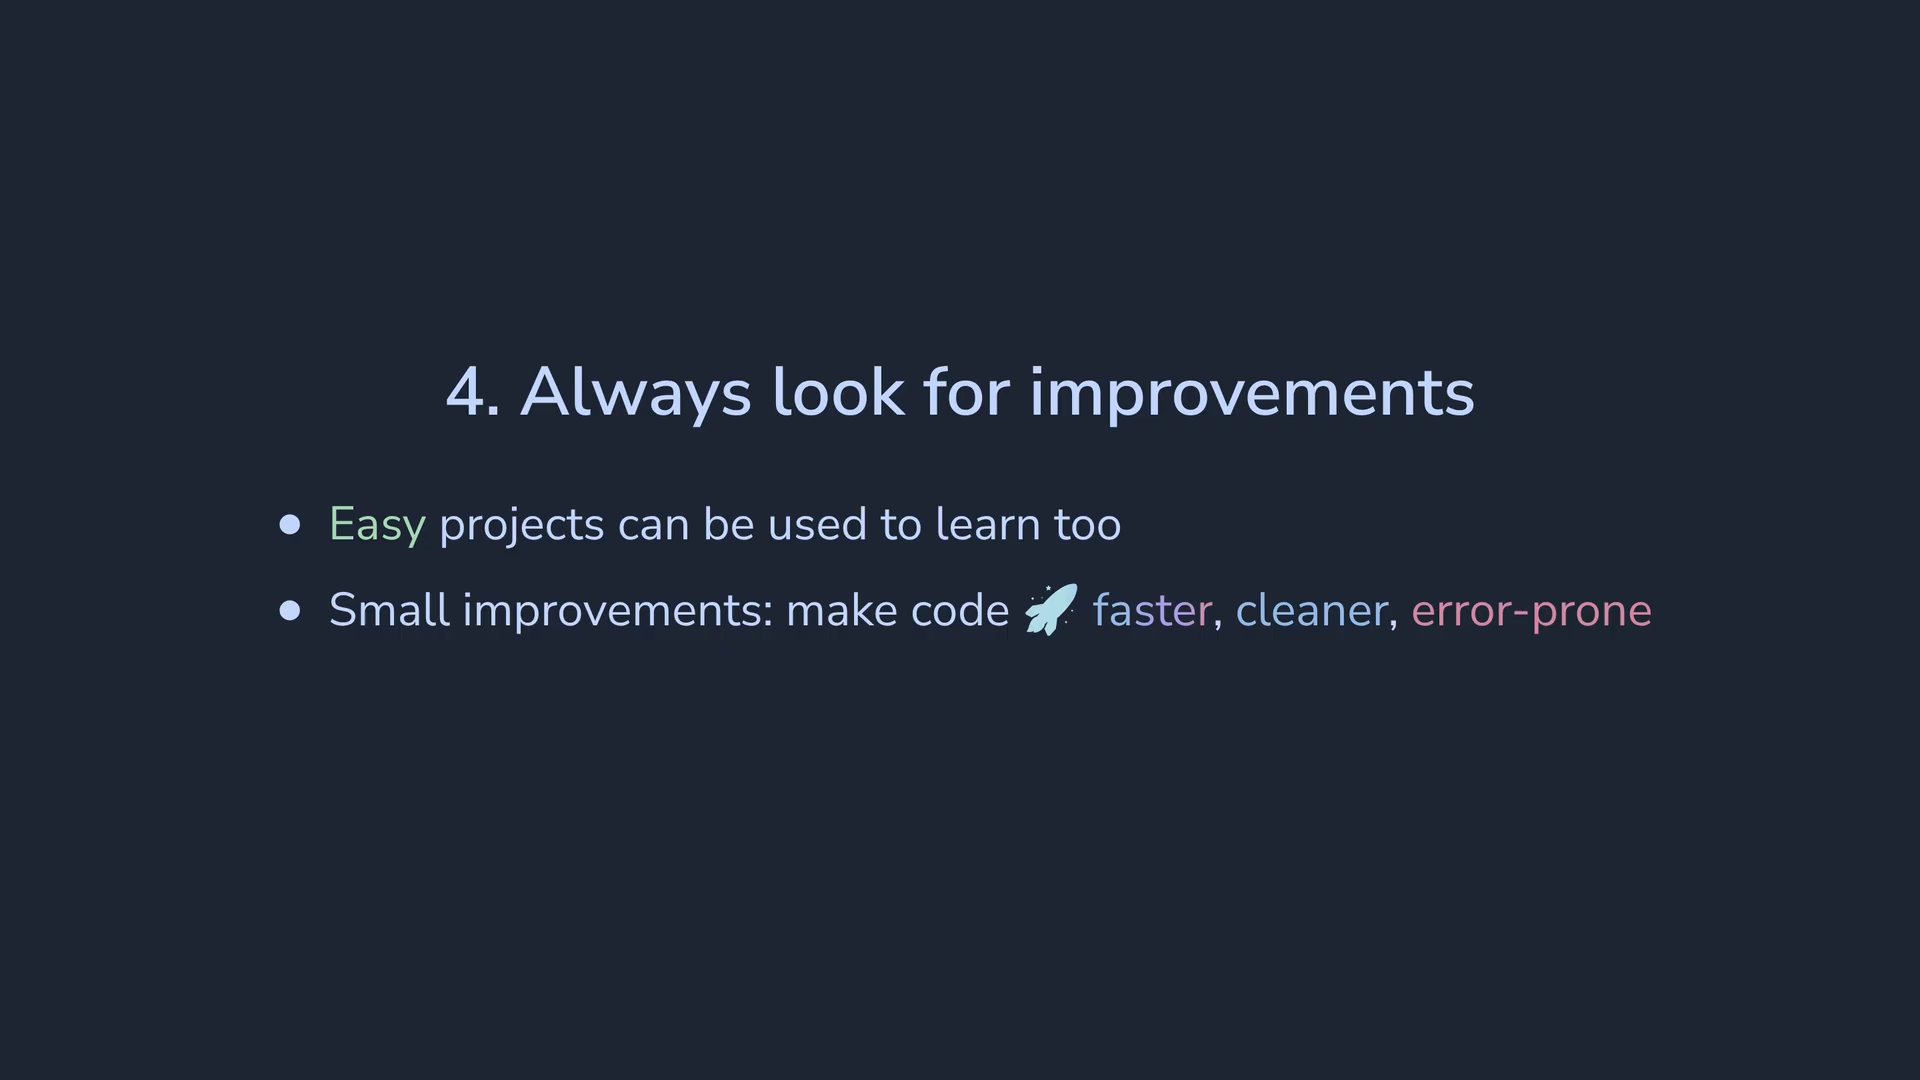 4. Always look for improvements
● Easy projects can be used to learn too
● Small improvements: make code 🚀 faster, cleaner, error-prone